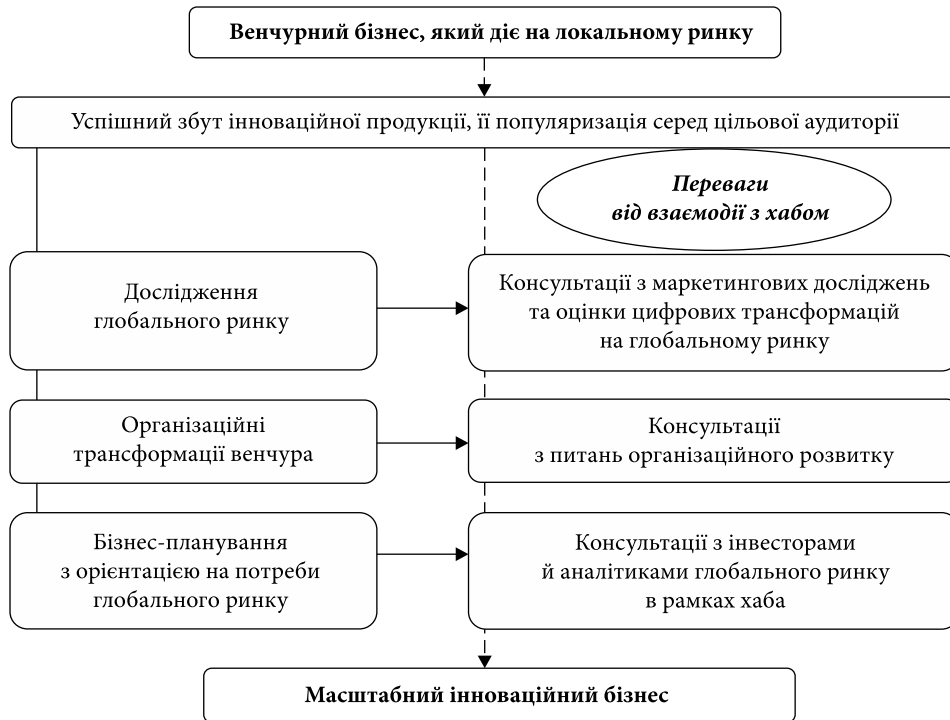 Венчурний бізнес, який діє на локальному ринку
Успішний збут інноваційної продукції, її популяризація серед цільової аудиторії
Переваги
від взаємодії з хабом
Дослідження
глобального ринку
Консультації з маркетингових досліджень
та оцінки цифрових трансформацій
на глобальному ринку
Організаційні
трансформації венчура
Консультації
з питань організаційного розвитку
Бізнес-планування
з орієнтацією на потреби
глобального ринку
Консультації з інвесторами
й аналітиками глобального ринку
в рамках хаба
Масштабний інноваційний бізнес